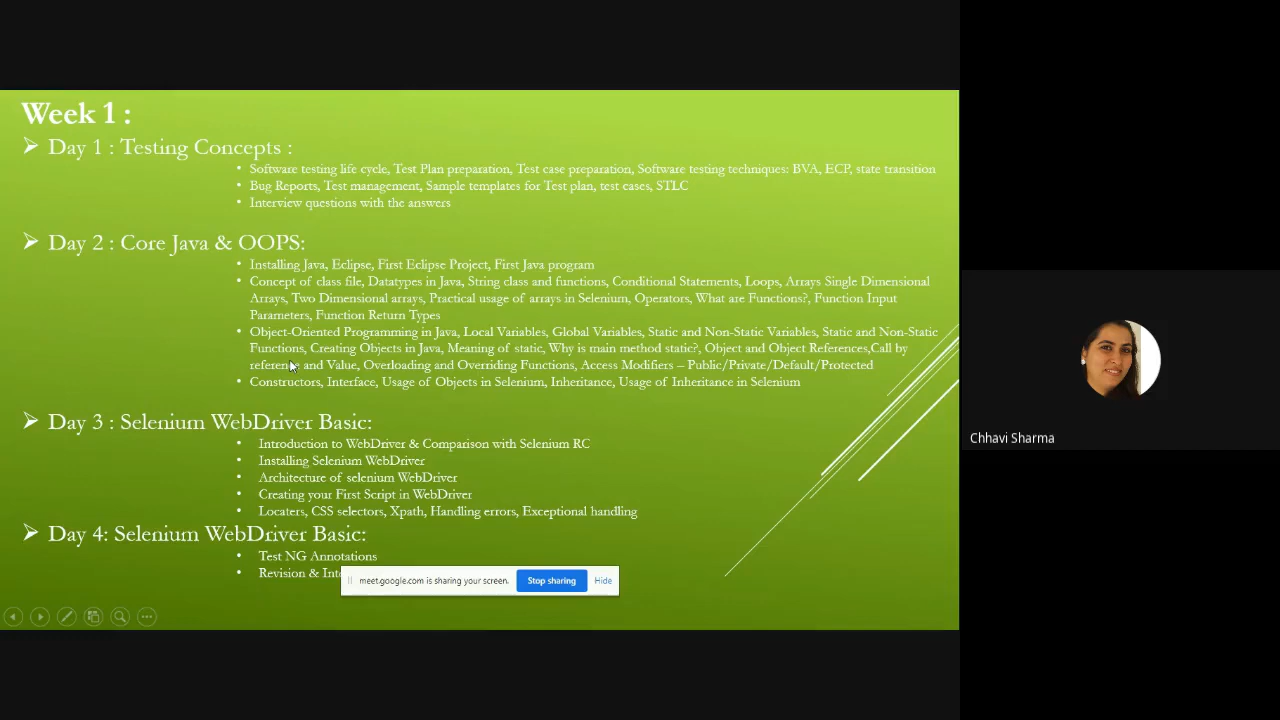 Week 1 :
Day 1 : Testing Concepts :
Software testing life cycle, Test Plan preparation, Test case preparation, Software testing techniques: BVA, ECP, state transition
Bug Reports, Test management, Sample templates for Test plan, test cases, STLC
Interview questions with the answers
Day 2 : Core Java & OOPS:
Installing Java, Eclipse, First Eclipse Project, First Java program
Concept of class file, Datatypes in Java, String class and functions, Conditional Statements, Loops, Arrays Single Dimensional
Arrays, Two Dimensional arrays, Practical usage of arrays in Selenium, Operators, What are Functions?, Function Input
Parameters, Function Return Types
Object-Oriented Programming in Java, Local Variables, Global Variables, Static and Non-Static Variables, Static and Non-Static
Functions, Creating Objects in Java, Meaning of static, Why is main method static?, Object and Object References,Call by
reference and Value, Overloading and Overriding Functions, Access Modifiers – Public/Private/Default/Protected
Constructors, Interface, Usage of Objects in Selenium, Inheritance, Usage of Inheritance in Selenium
Day 3 : Selenium WebDriver Basic:
Introduction to WebDriver & Comparison with Selenium RC
Installing Selenium WebDriver
Architecture of selenium WebDriver
Creating your First Script in WebDriver
Locaters, CSS selectors, Xpath, Handling errors, Exceptional handling
Day 4: Selenium WebDriver Basic:
Test NG Annotations
Revision &
meet.google.com is sharing your screen. Stop sharing Hide
Chhavi Sharma